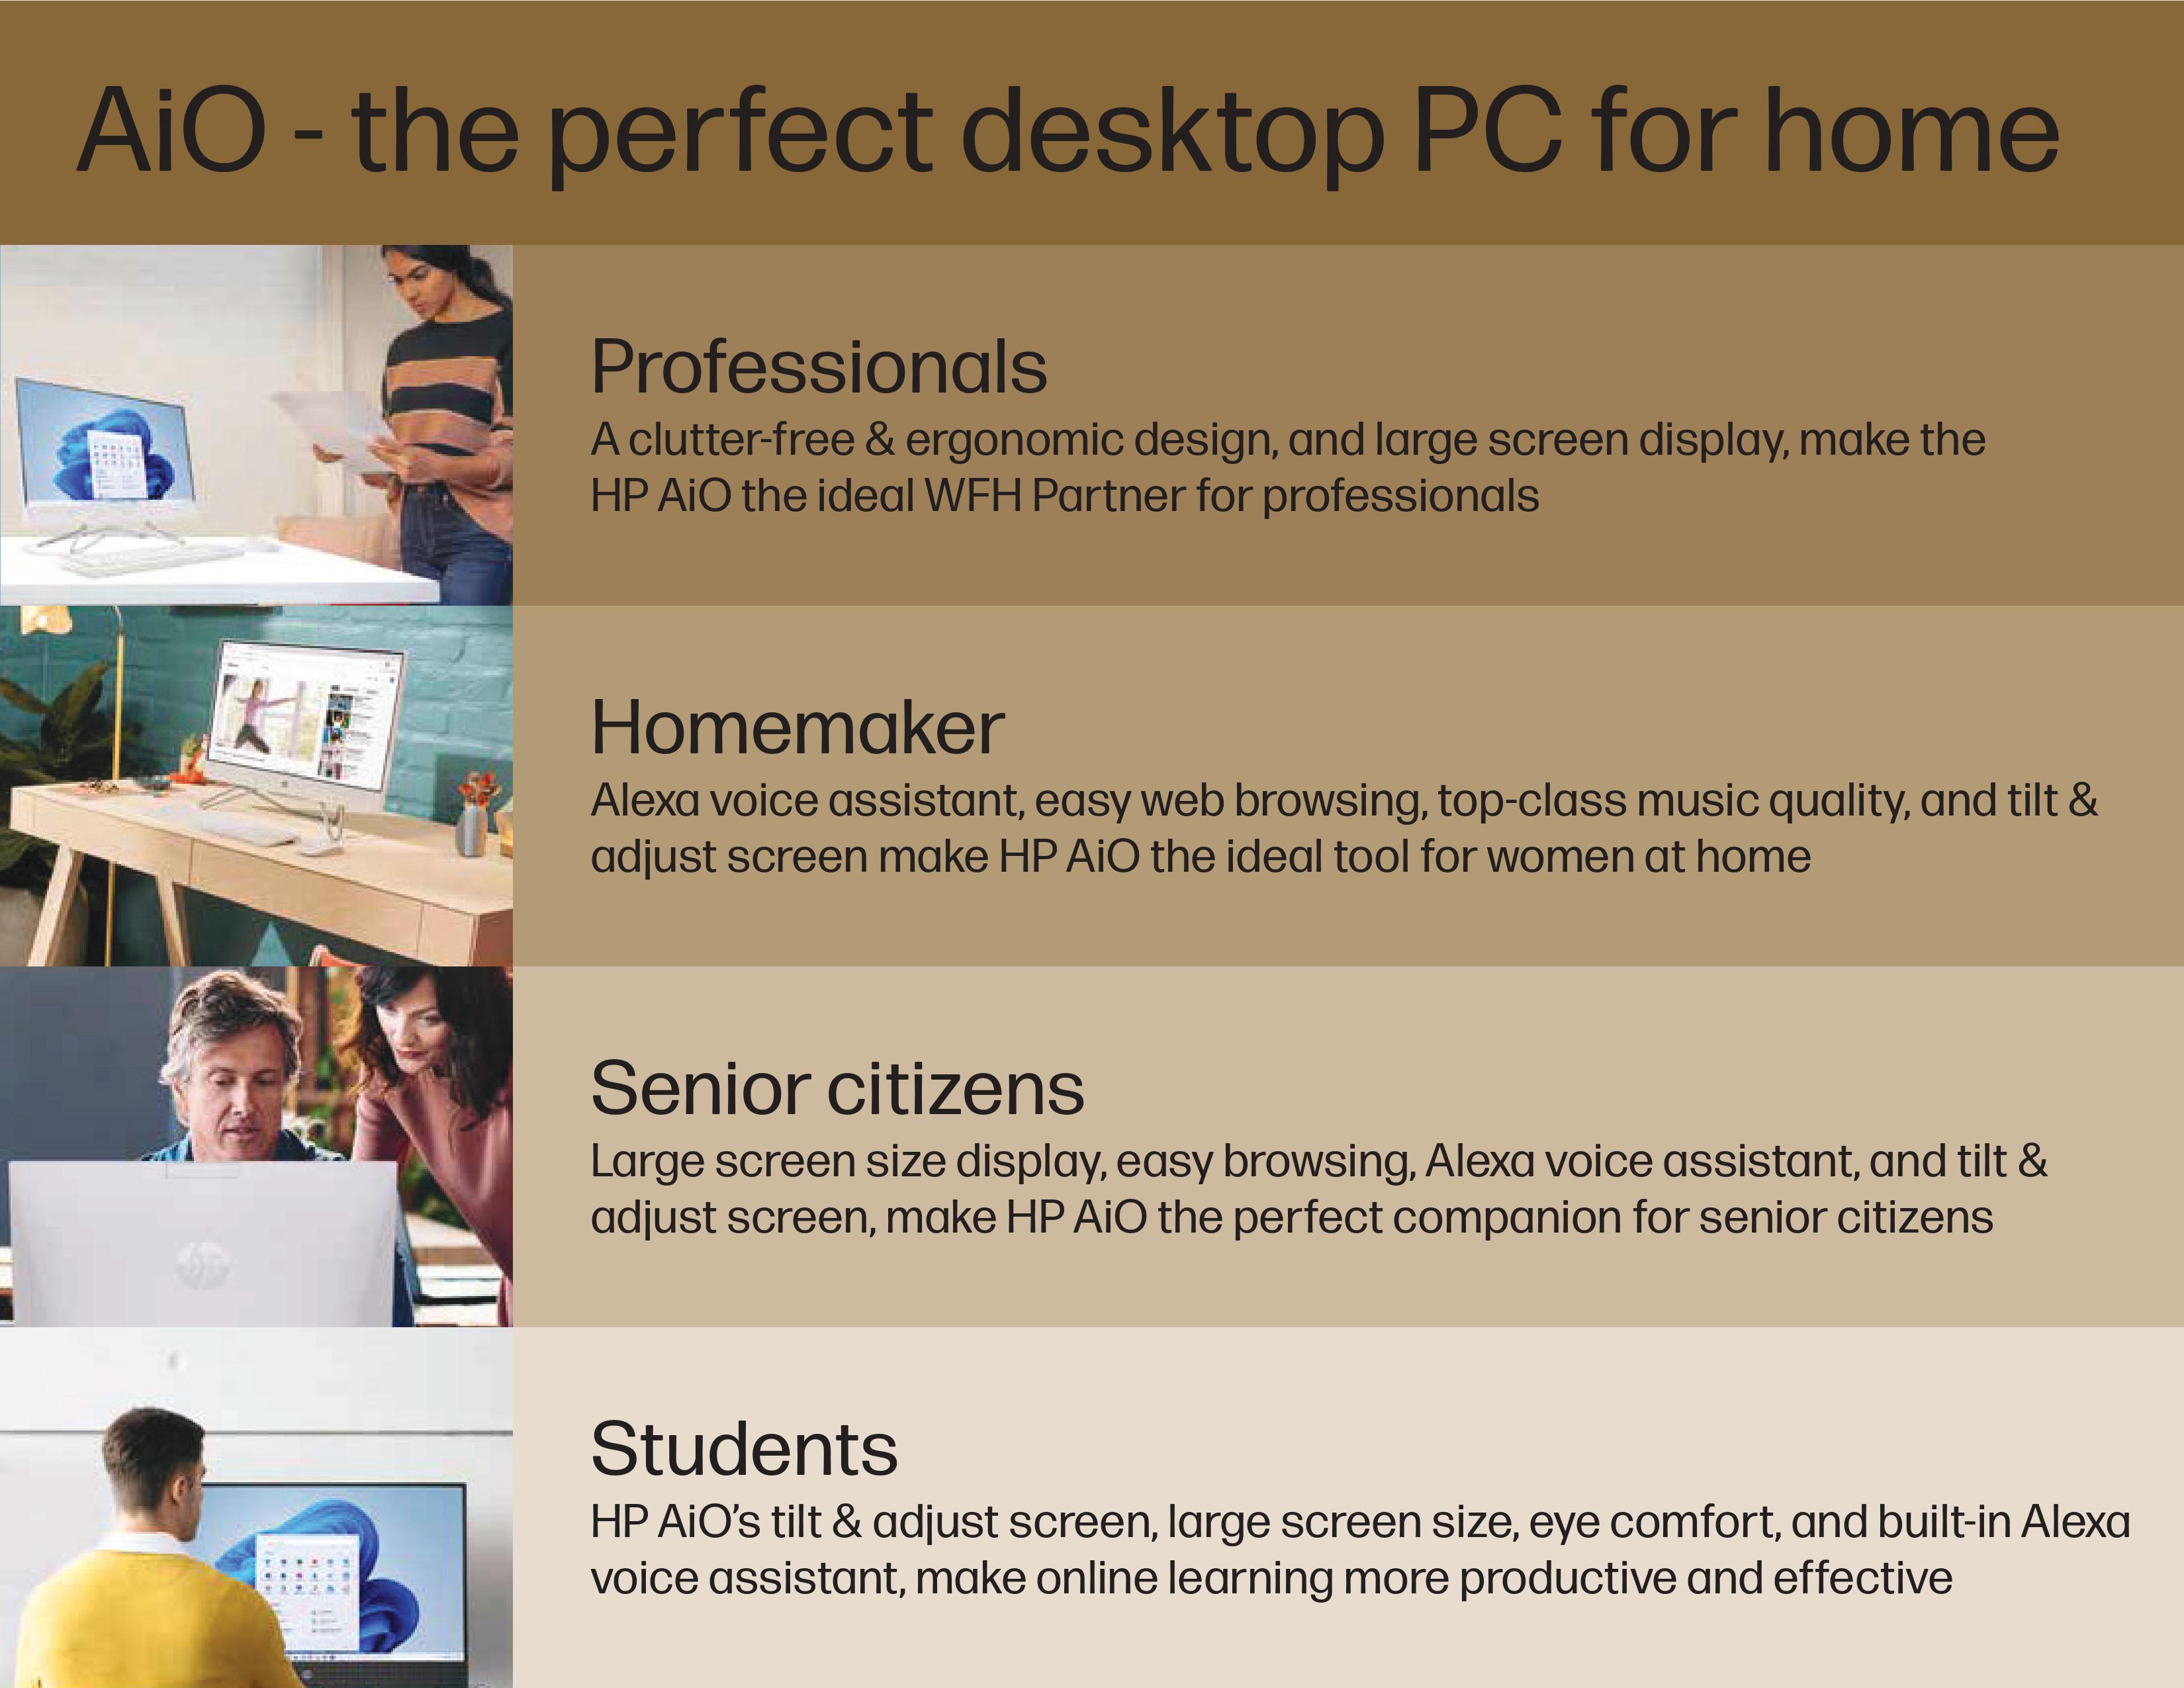 AiO - the perfect desktop PC for home
Professionals
A clutter-free & ergonomic design, and large screen display, make the
HP AiO the ideal WFH Partner for professionals
Homemaker
Alexa voice assistant, easy web browsing, top-class music quality, and tilt &
adjust screen make HP AiO the ideal tool for women at home
Senior citizens
Large screen size display, easy browsing, Alexa voice assistant, and tilt &
adjust screen, make HP AiO the perfect companion for senior citizens
hp
Students
HP AiO’s tilt & adjust screen, large screen size, eye comfort, and built-in Alexa
voice assistant, make online learning more productive and effective